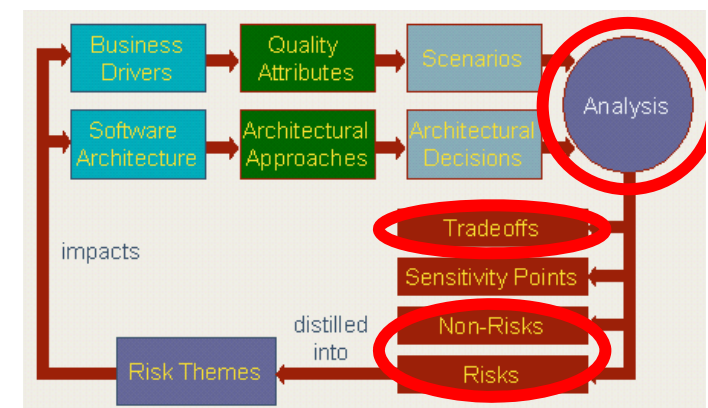 Business
Drivers
Quality
Attributes
Scenarios
Analysis
Software
Architecture
Architectural
Approaches
Architectural
Decisions
Tradeoffs
impacts
Sensitivity Points
distilled
into
Non-Risks
Risk Themes
Risks